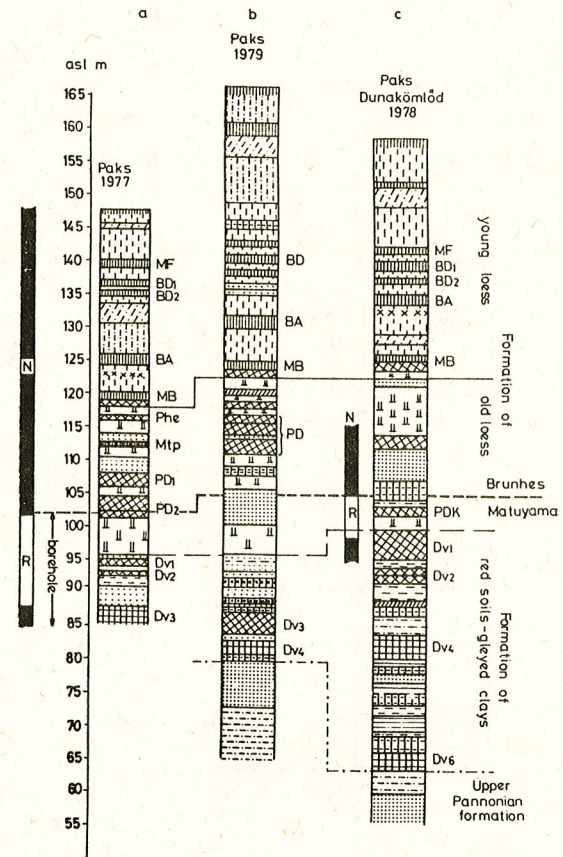 a
b
c
Paks
1979
asl m
Paks
Dunakömlőd
1978
Paks
1977
165
160
155
150
145
140
135
130
125
120
115
110
105
100
95
90
85
80
75
70
65
60
55
N
R
borehole
MF
BD1
BD2
BA
MB
Phe
Mtp
PD1
PD2
Dv1
Dv2
Dv3
BD
BA
MB
PD
Dv3
Dv4
N
R
MF
BD1
BD2
BA
MB
PDK
Dv1
Dv2
Dv4
Dv6
young loess
Formation of
old loess
Brunhes
Matuyama
Formation of
red soils-gleyed clays
Upper
Pannonian
formation